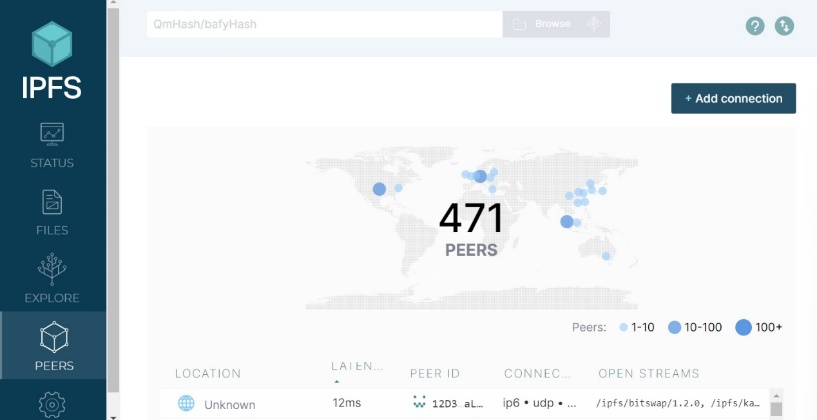 QmHash/bafyHash
Browse
IPFS
+ Add connection
STATUS
FILES
EXPLORE
PEERS
471
PEERS
Peers: 1-10 10-100 100+
LOCATION LATEN... PEER ID CONNEC... OPEN STREAMS
Unknown 12ms 12D3…aL… ip6 • udp • ... /ipfs/bitswap/1.2.0, /ipfs/ka…